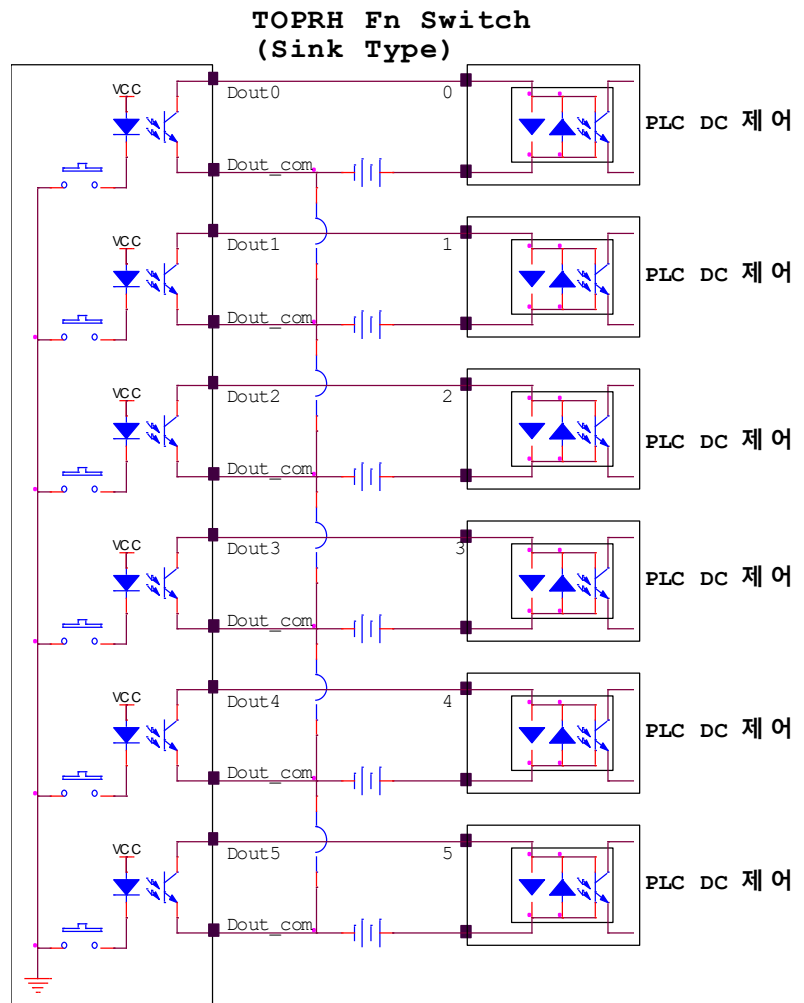 TOPRH Fn Switch
(Sink Type)
VCC Dout0 0 PLC DC 제어
Dout_com
VCC Dout1 1 PLC DC 제어
Dout_com
VCC Dout2 2 PLC DC 제어
Dout_com
VCC Dout3 3 PLC DC 제어
Dout_com
VCC Dout4 4 PLC DC 제어
Dout_com
VCC Dout5 5 PLC DC 제어
Dout_com